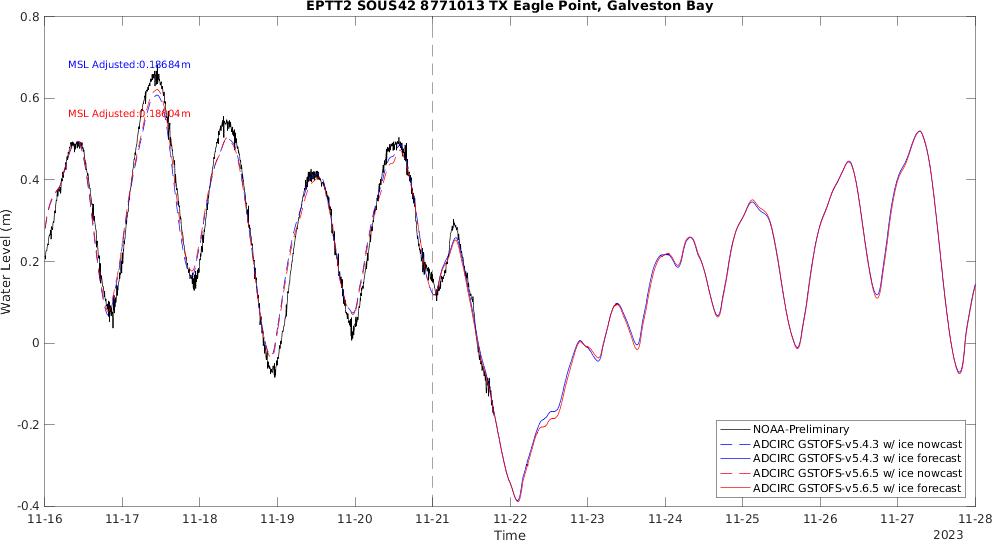 EPTT2 SOUS42 8771013 TX Eagle Point, Galveston Bay
0.8
MSL Adjusted:0.18684m
0.6
MSL Adjusted:0.18604m
0.4
0.2
0
-0.2
-0.4
Water Level (m)
NOAA-Preliminary
ADCIRC GSTOFS-v5.4.3 w/ ice nowcast
ADCIRC GSTOFS-v5.4.3 w/ ice forecast
ADCIRC GSTOFS-v5.6.5 w/ ice nowcast
ADCIRC GSTOFS-v5.6.5 w/ ice forecast
11-16 11-17 11-18 11-19 11-20 11-21 11-22 11-23 11-24 11-25 11-26 11-27 11-28
Time
2023